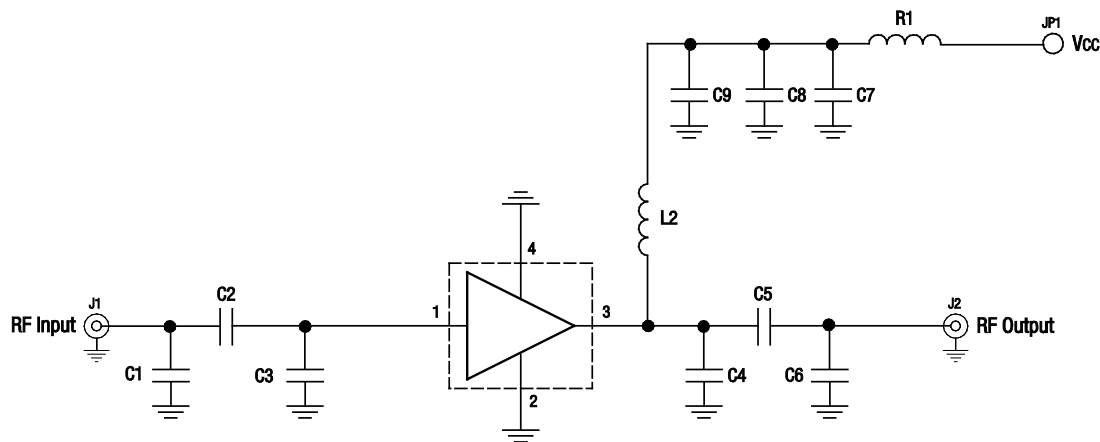 R1
JP1
VCC
C9
C8
C7
L2
4
J1
RF Input
C2
1
3
C5
J2
RF Output
C1
C3
2
C4
C6